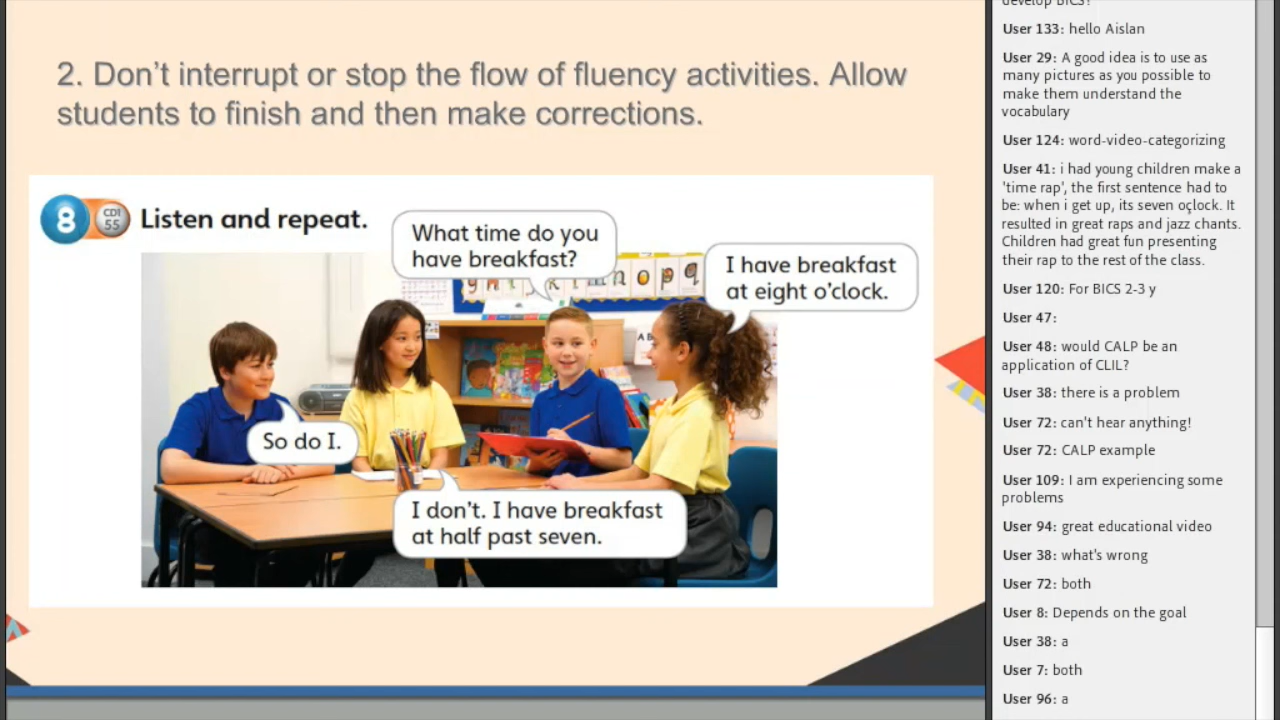 2. Don’t interrupt or stop the flow of fluency activities. Allow
students to finish and then make corrections.
8 CD1 55 Listen and repeat.
What time do you
have breakfast?
I have breakfast
at eight o’clock.
n o p q
So do I.
I don’t. I have breakfast
at half past seven.
develop BICS?
User 133: hello Aislan
User 29: A good idea is to use as
many pictures as you possible to
make them understand the
vocabulary
User 124: word-video-categorizing
User 41: i had young children make a
'time rap', the first sentence had to
be: when i get up, its seven oçlock. It
resulted in great raps and jazz chants.
Children had great fun presenting
their rap to the rest of the class.
User 120: For BICS 2-3 y
User 47:
User 48: would CALP be an
application of CLIL?
User 38: there is a problem
User 72: can't hear anything!
User 72: CALP example
User 109: I am experiencing some
problems
User 94: great educational video
User 38: what's wrong
User 72: both
User 8: Depends on the goal
User 38: a
User 7: both
User 96: a